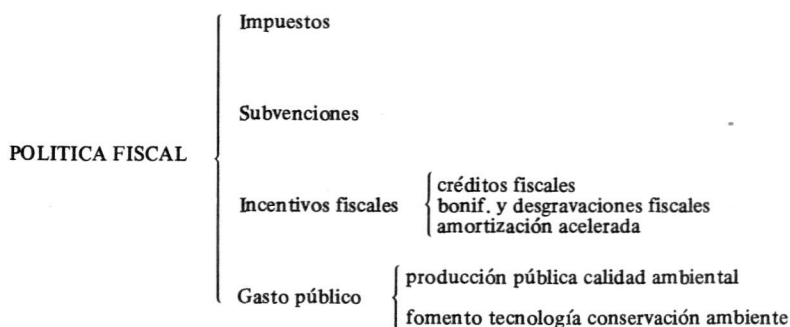 Impuestos
Subvenciones
POLITICA FISCAL
Incentivos fiscales
créditos fiscales
bonif. y desgravaciones fiscales
amortización acelerada
Gasto público
producción pública calidad ambiental
fomento tecnología conservación ambiente